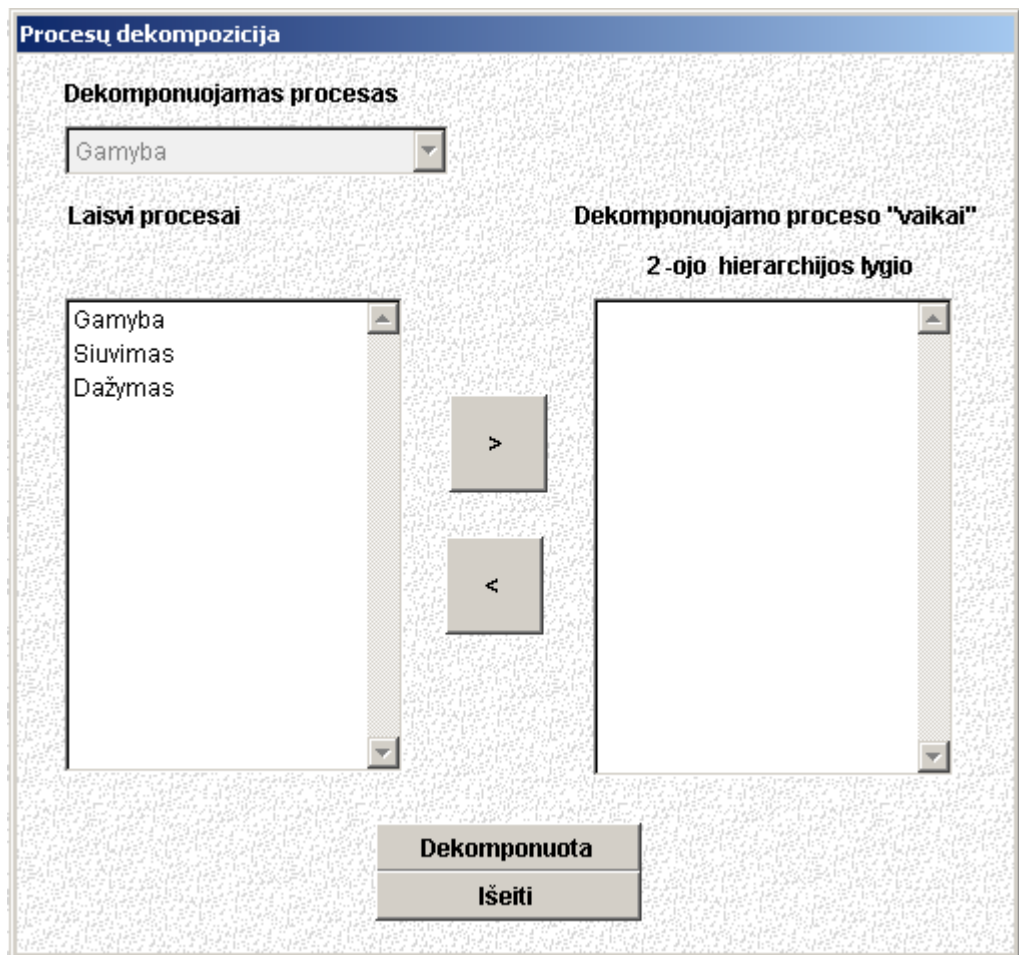 Procesų dekompozicija
Dekomponuojamas procesas
Gamyba
Laisvi procesai
Dekomponuojamo proceso "vaikai"
2-ojo hierarchijos lygio
Gamyba
Siuvimas
Dažymas
>
<
Dekomponuota
Išeiti